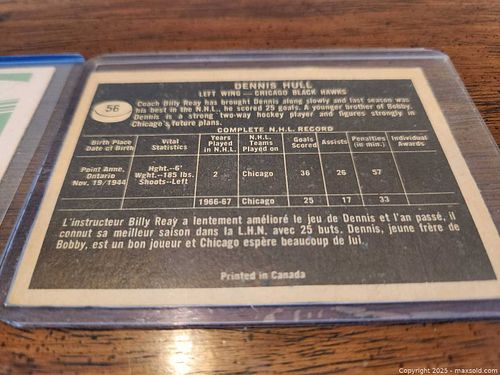 DENNIS HULL
LEFT WING — CHICAGO BLACK HAWKS
56
Coach Billy Reay has brought Dennis along slowly and last season was
his best in the N.H.L., he scored 25 goals. A younger brother of Bobby,
Dennis is a strong two-way hockey player and figures strongly in
Chicago's future plans.
COMPLETE N.H.L. RECORD
Birth Place Date of Birth Vital Statistics Years Played in N.H.L. N.H.L. Teams Played on Goals Scored Assists Penalties (in min.) Individual Awards
Point Anne, Ontario Nov. 19/1944 Hght.-6' Wght.-185 lbs. Shoots--Left 2 Chicago 36 26 57
1966-67 Chicago 25 17 33
L'instructeur Billy Reay a lentement amélioré le jeu de Dennis et l'an passé, il
connut sa meilleur saison dans la L.H.N. avec 25 buts. Dennis, jeune frère de
Bobby, est un bon joueur et Chicago espère beaucoup de lui.
Printed in Canada
Copyright 2025 - maxsold.com